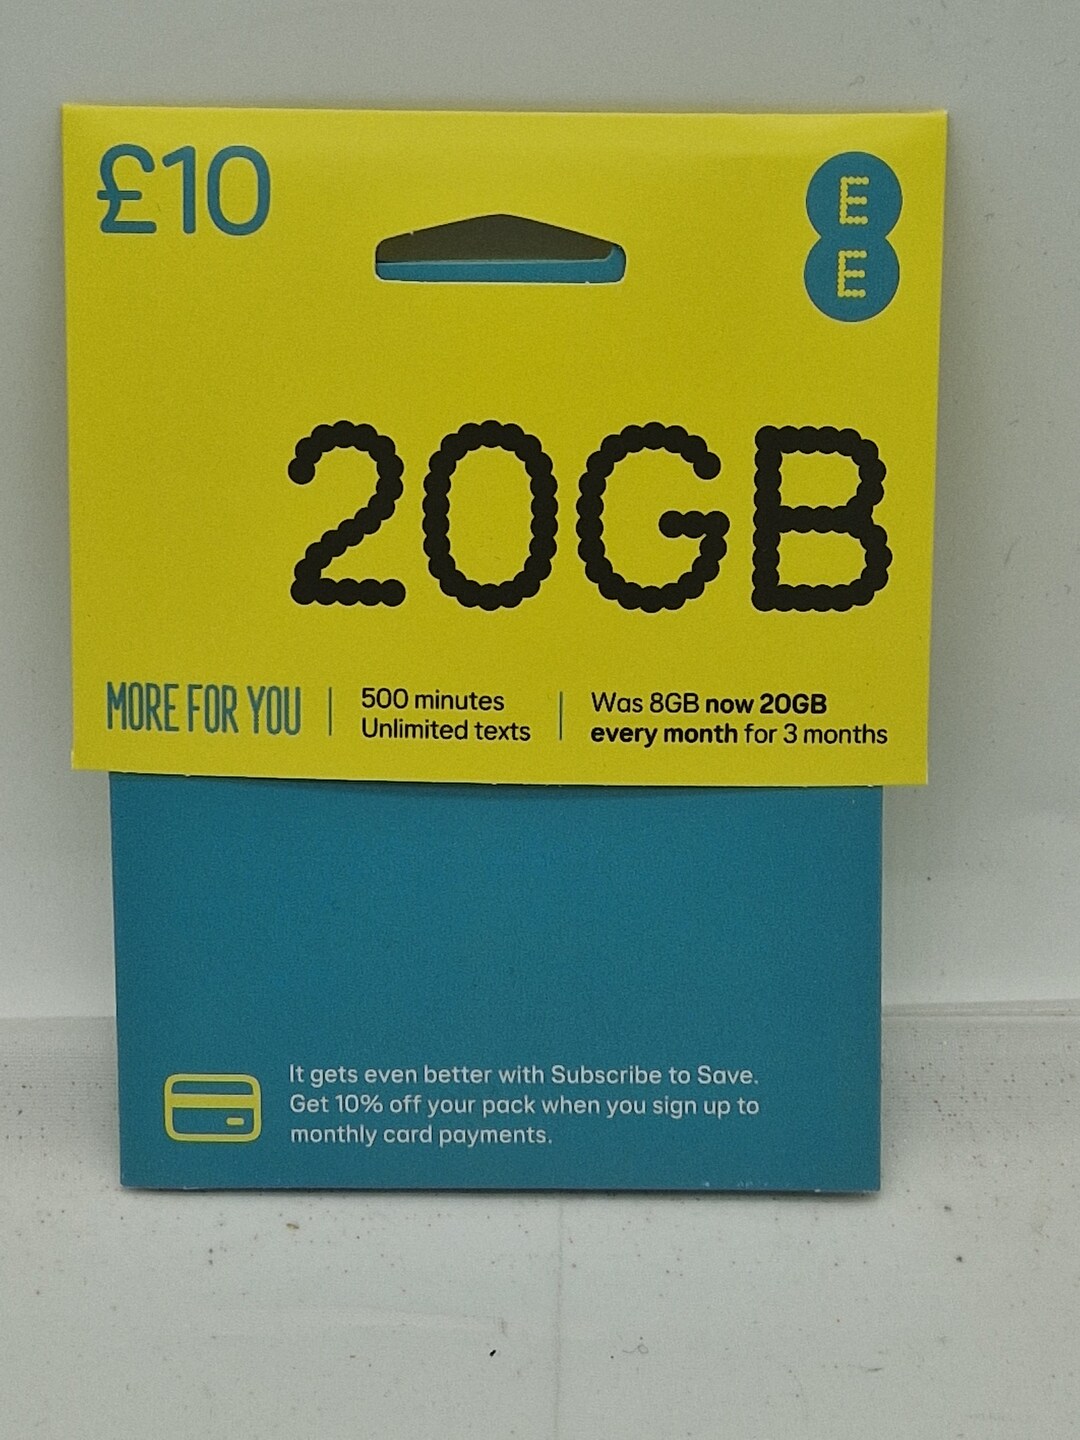 £10
EE
20GB
MORE FOR YOU
500 minutes
Unlimited texts
Was 8GB now 20GB
every month for 3 months
It gets even better with Subscribe to Save.
Get 10% off your pack when you sign up to
monthly card payments.